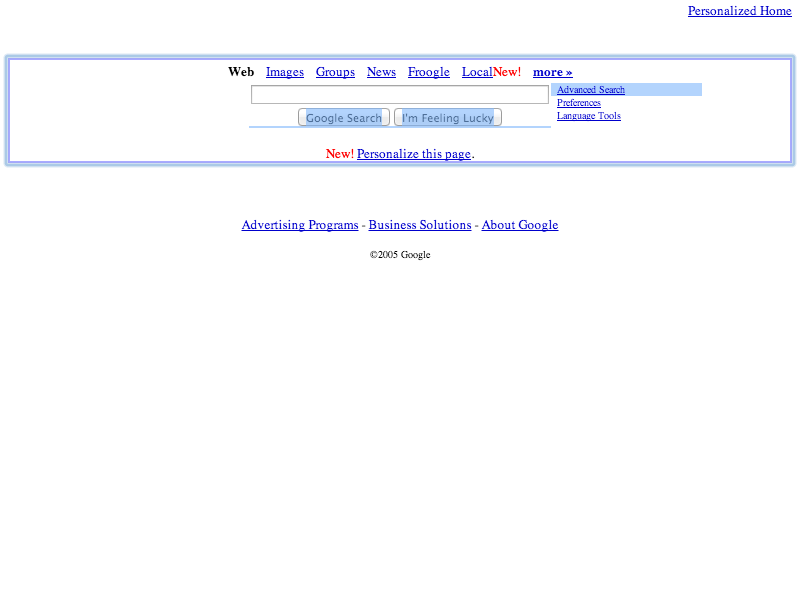 Personalized Home
Web Images Groups News Froogle LocalNew! more »
Advanced Search
Preferences
Language Tools
Google Search I'm Feeling Lucky
New! Personalize this page.
Advertising Programs - Business Solutions - About Google
©2005 Google